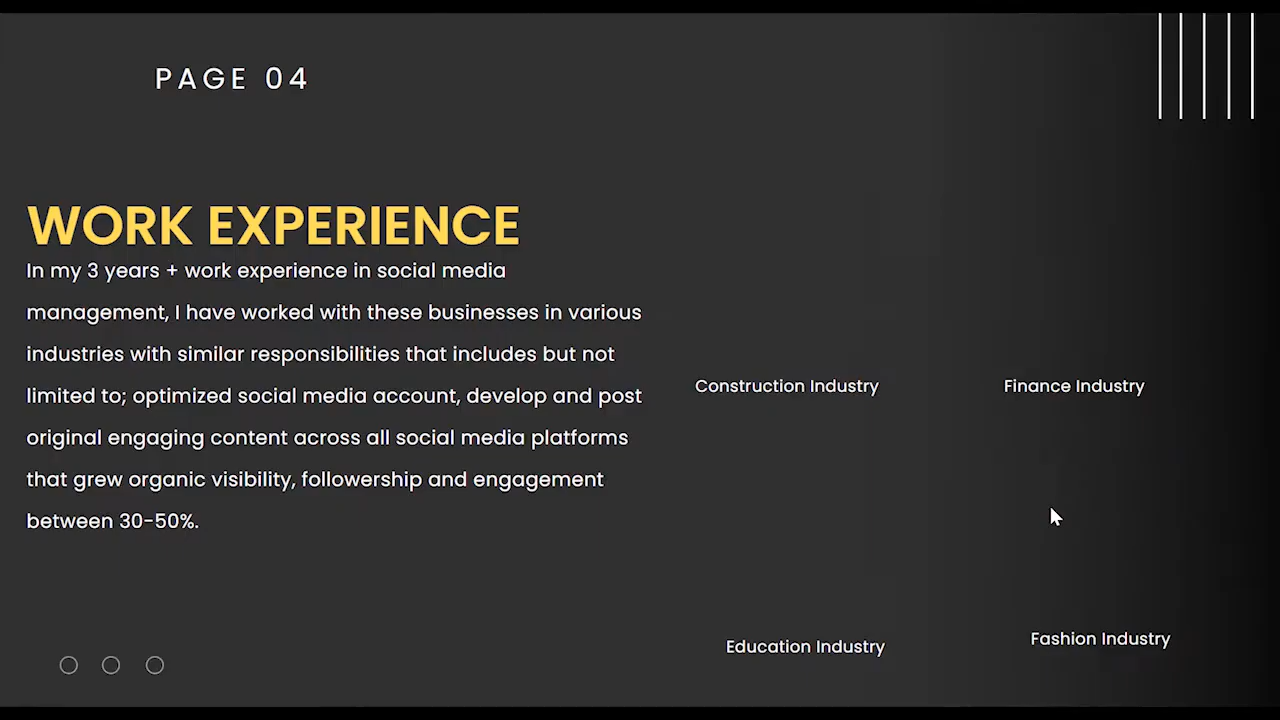 PAGE 04
WORK EXPERIENCE
In my 3 years + work experience in social media
management, I have worked with these businesses in various
industries with similar responsibilities that includes but not
limited to; optimized social media account, develop and post
original engaging content across all social media platforms
that grew organic visibility, followership and engagement
between 30-50%.
Construction Industry
Finance Industry
Education Industry
Fashion Industry